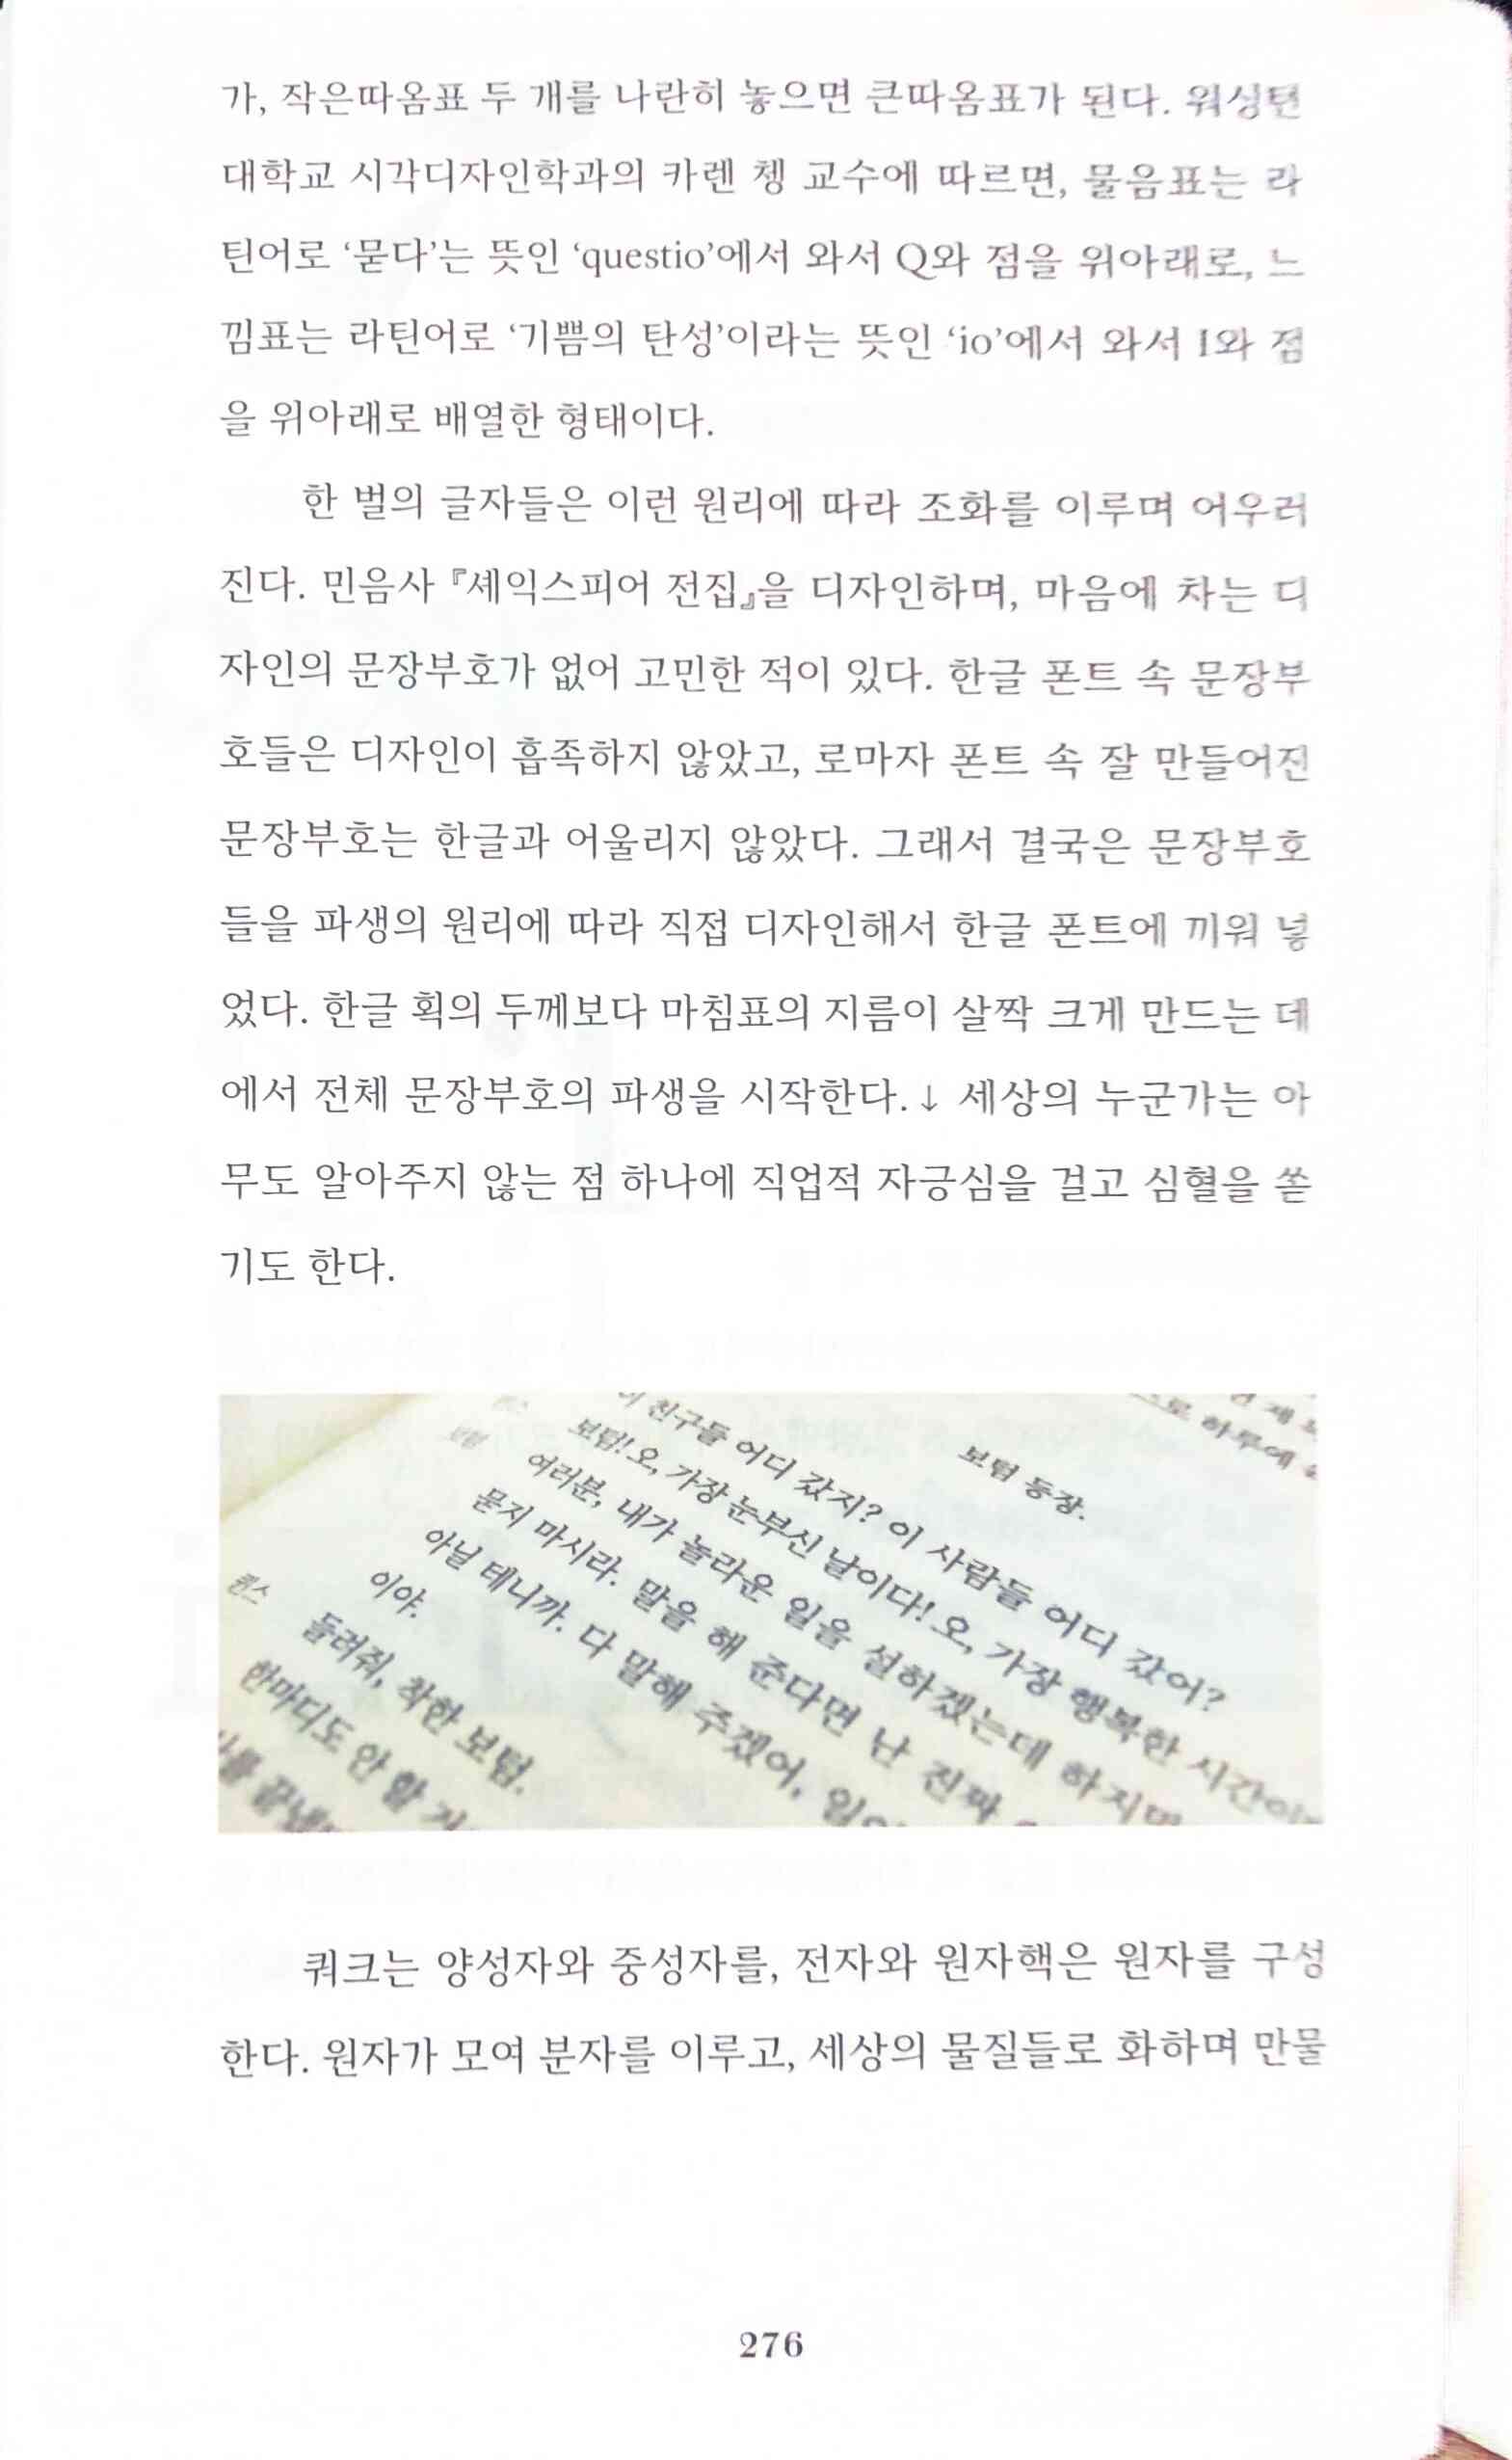 가, 작은따옴표 두 개를 나란히 놓으면 큰따옴표가 된다. 워싱턴
대학교 시각디자인학과의 카렌 쳉 교수에 따르면, 물음표는 라
틴어로 ‘묻다’는 뜻인 ‘questio’에서 와서 Q와 점을 위아래로, 느
낌표는 라틴어로 ‘기쁨의 탄성’이라는 뜻인 ‘io’에서 와서 I와 점
을 위아래로 배열한 형태이다.
한 벌의 글자들은 이런 원리에 따라 조화를 이루며 어우러
진다. 민음사 『셰익스피어 전집』을 디자인하며, 마음에 차는 디
자인의 문장부호가 없어 고민한 적이 있다. 한글 폰트 속 문장부
호들은 디자인이 흡족하지 않았고, 로마자 폰트 속 잘 만들어진
문장부호는 한글과 어울리지 않았다. 그래서 결국은 문장부호
들을 파생의 원리에 따라 직접 디자인해서 한글 폰트에 끼워 넣
었다. 한글 획의 두께보다 마침표의 지름이 살짝 크게 만드는 데
에서 전체 문장부호의 파생을 시작한다.↓ 세상의 누군가는 아
무도 알아주지 않는 점 하나에 직업적 자긍심을 걸고 심혈을 쏟
기도 한다.
보텀 등장.
친구들 어디 갔지? 이 사람들 어디 갔어?
보텀! 오, 가장 눈부신 날이다! 오, 가장 행복한 시간이
여러분, 내가 놀라운 일을 설하겠는데 하지만
묻지 마시라. 말을 해 준다면 난 진짜
아닐 테니까. 다 말해 주겠어,
이야.
퀸스 들려줘, 착한 보텀.
한마디도 안 할
퀴크는 양성자와 중성자를, 전자와 원자핵은 원자를 구성
한다. 원자가 모여 분자를 이루고, 세상의 물질들로 화하며 만물
276